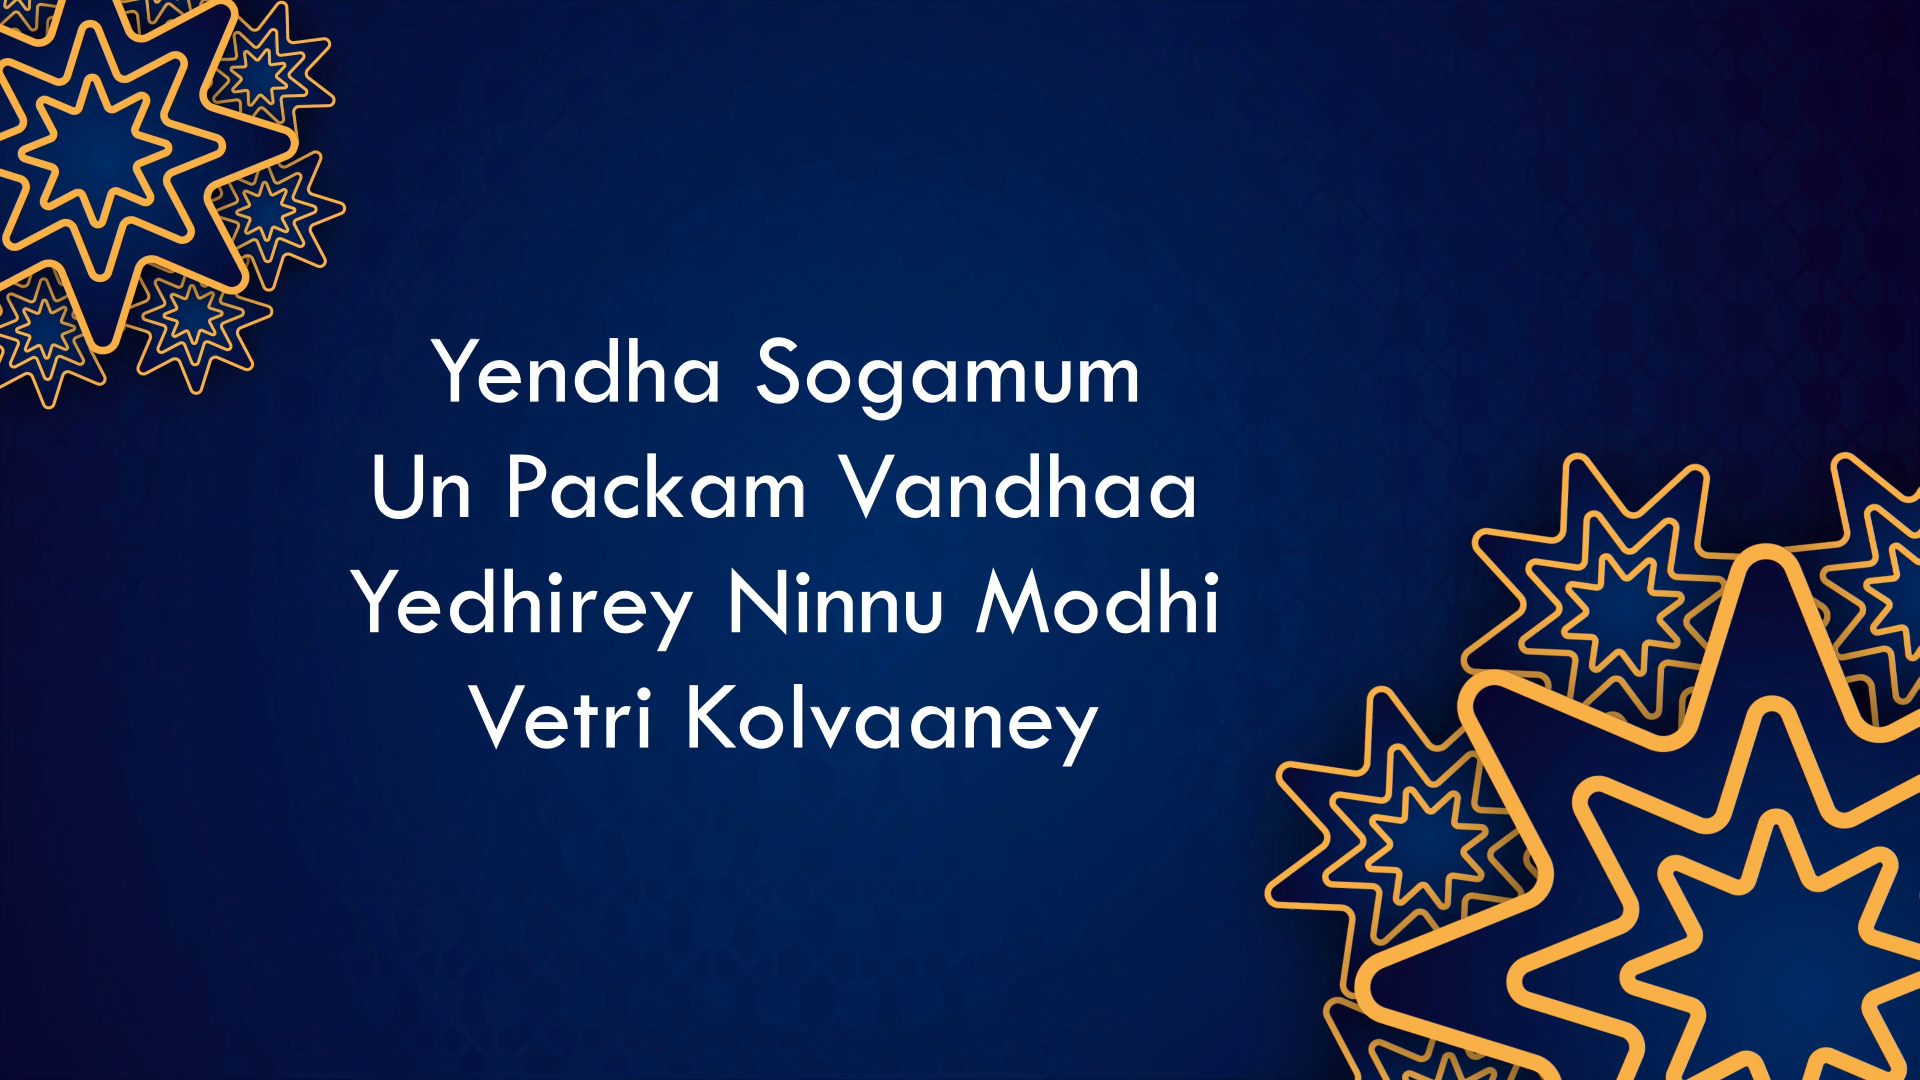 Yendha Sogamum
Un Packam Vandhaa
Yedhirey Ninnu Modhi
Vetri Kolvaaney